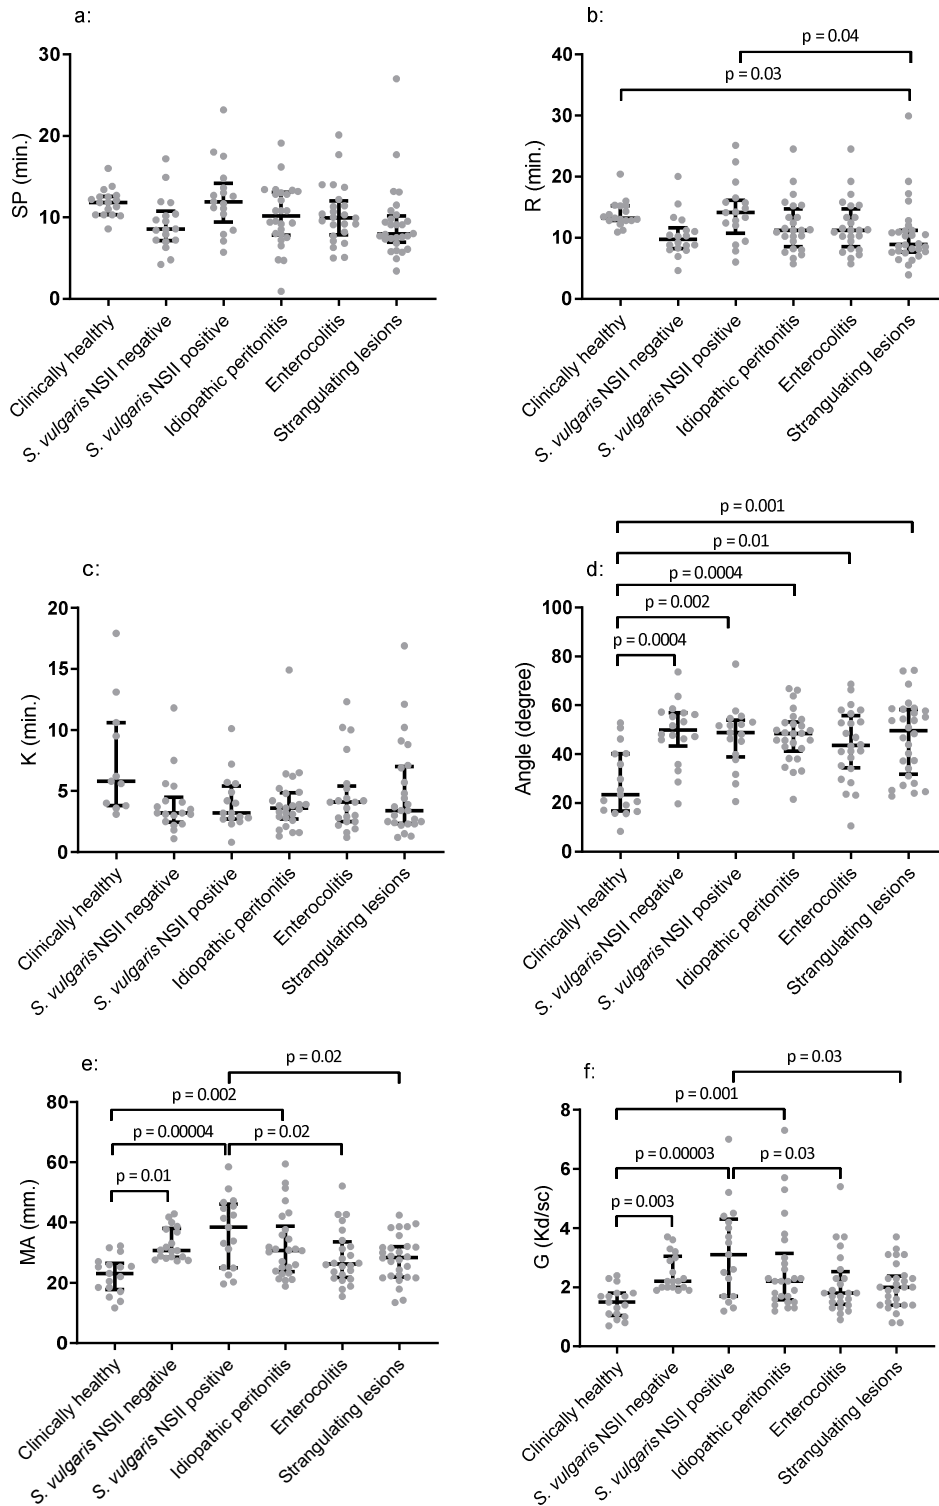 a:
SP (min.)
30
20
10
0
Clinically healthy
S. vulgaris NSII negative
S. vulgaris NSII positive
Idiopathic peritonitis
Enterocolitis
Strangulating lesions
b:
p = 0.04
p = 0.03
R (min.)
40
30
20
10
0
Clinically healthy
S. vulgaris NSII negative
S. vulgaris NSII positive
Idiopathic peritonitis
Enterocolitis
Strangulating lesions
c:
K (min.)
20
15
10
5
0
Clinically healthy
S. vulgaris NSII negative
S. vulgaris NSII positive
Idiopathic peritonitis
Enterocolitis
Strangulating lesions
d:
p = 0.001
p = 0.01
p = 0.0004
p = 0.002
p = 0.0004
Angle (degree)
100
80
60
40
20
0
Clinically healthy
S. vulgaris NSII negative
S. vulgaris NSII positive
Idiopathic peritonitis
Enterocolitis
Strangulating lesions
e:
p = 0.02
p = 0.002
p = 0.00004
p = 0.02
p = 0.01
MA (mm.)
80
60
40
20
0
Clinically healthy
S. vulgaris NSII negative
S. vulgaris NSII positive
Idiopathic peritonitis
Enterocolitis
Strangulating lesions
f:
p = 0.03
p = 0.001
p = 0.00003
p = 0.03
p = 0.003
G (Kd/sc)
8
6
4
2
0
Clinically healthy
S. vulgaris NSII negative
S. vulgaris NSII positive
Idiopathic peritonitis
Enterocolitis
Strangulating lesions